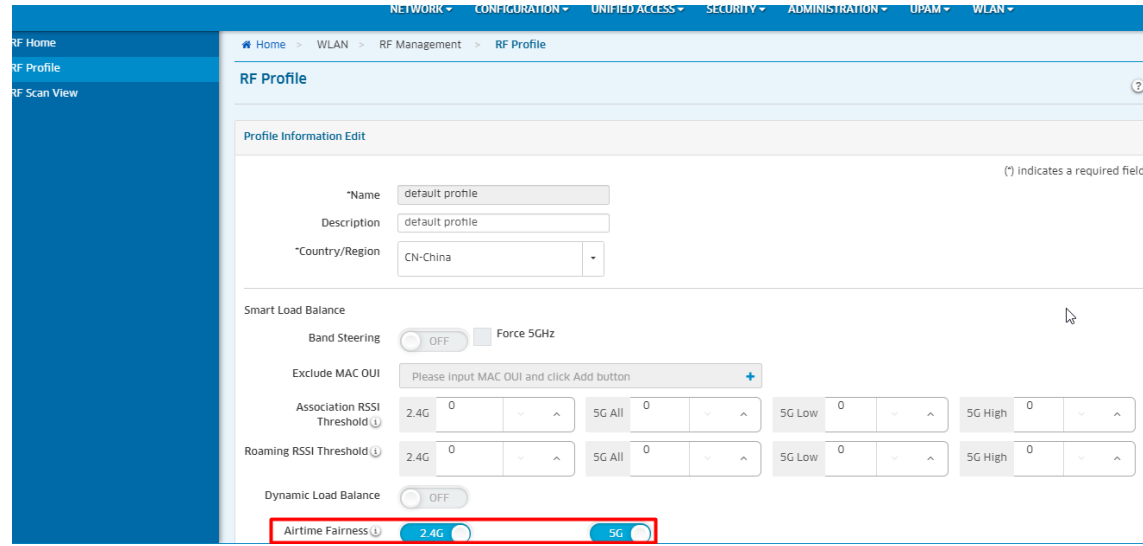 NETWORK CONFIGURATION UNIFIED ACCESS SECURITY ADMINISTRATION UPAM WLAN
RF Home
RF Profile
RF Scan View
Home > WLAN > RF Management > RF Profile
RF Profile
?
Profile Information Edit
(*) indicates a required field
*Name default profile
Description default profile
*Country/Region CN-China
Smart Load Balance
Band Steering OFF Force 5GHz
Exclude MAC OUI Please input MAC OUI and click Add button +
Association RSSI
Threshold i 2.4G 0 5G All 0 5G Low 0 5G High 0
Roaming RSSI Threshold i 2.4G 0 5G All 0 5G Low 0 5G High 0
Dynamic Load Balance OFF
Airtime Fairness i 2.4G 5G